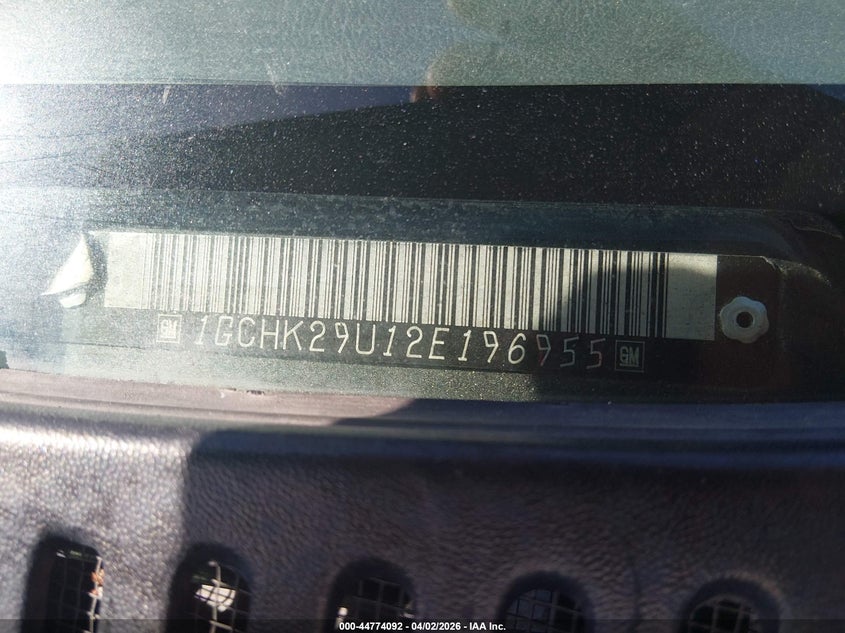 GM 1GCHK29U12E196955 GM
000-44774092 - 04/02/2026 - IAA Inc.